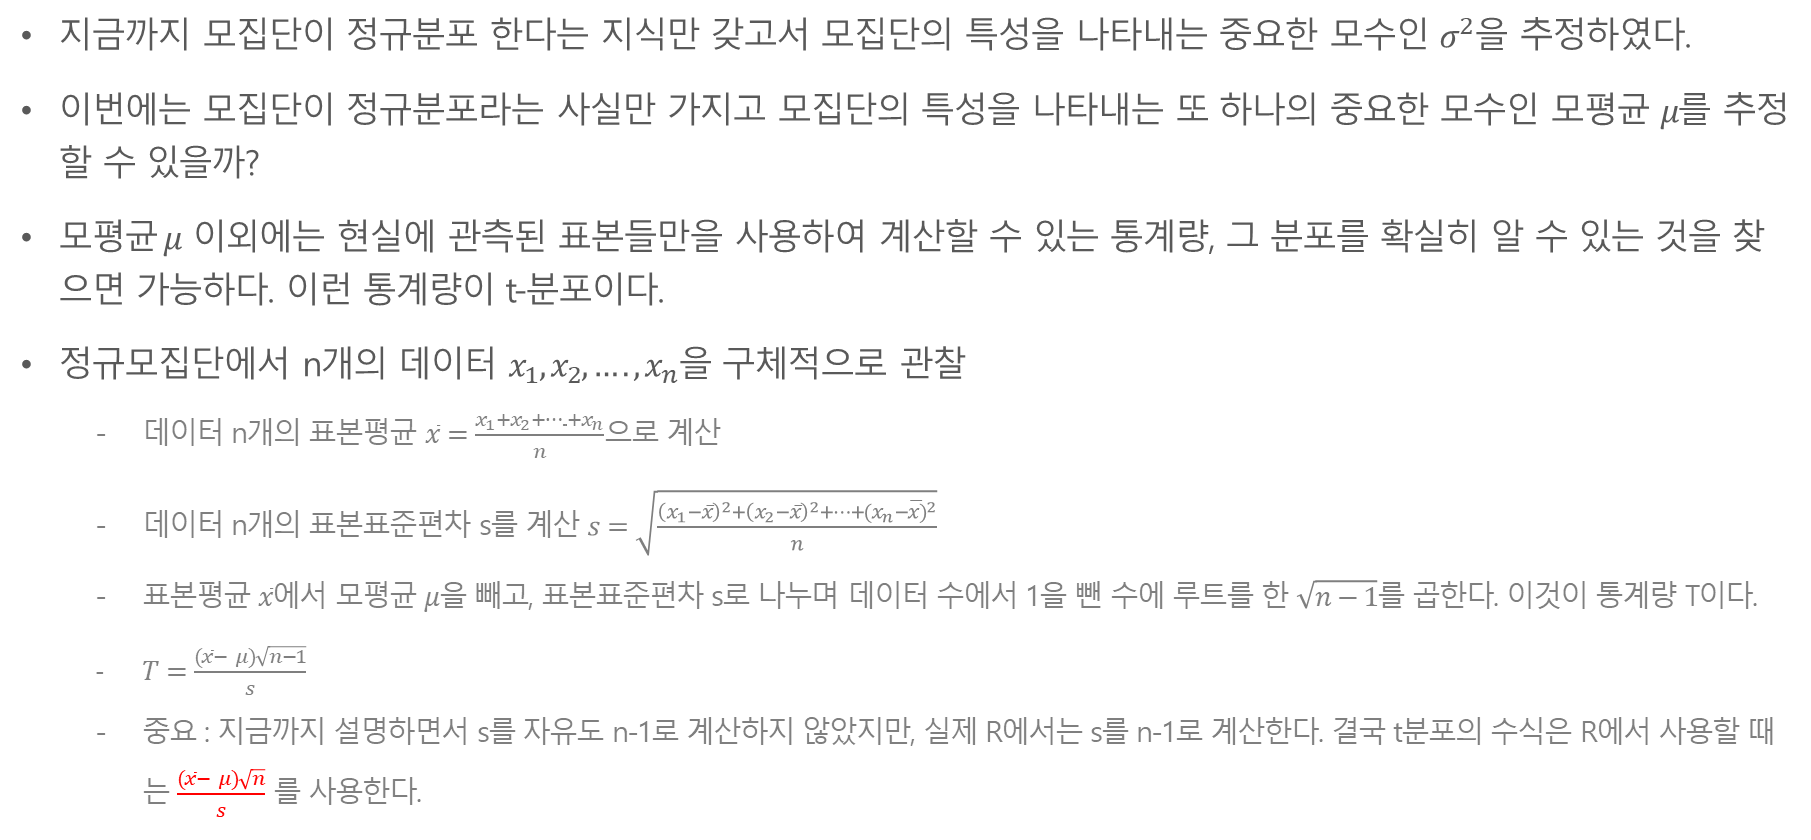 • 지금까지 모집단이 정규분포 한다는 지식만 갖고서 모집단의 특성을 나타내는 중요한 모수인 σ²을 추정하였다.
• 이번에는 모집단이 정규분포라는 사실만 가지고 모집단의 특성을 나타내는 또 하나의 중요한 모수인 모평균 μ를 추정
할 수 있을까?
• 모평균 μ 이외에는 현실에 관측된 표본들만을 사용하여 계산할 수 있는 통계량, 그 분포를 확실히 알 수 있는 것을 찾
으면 가능하다. 이런 통계량이 t-분포이다.
• 정규모집단에서 n개의 데이터 x₁, x₂, …. , xₙ을 구체적으로 관찰
- 데이터 n개의 표본평균 x̄ = (x₁+x₂+⋯.+xₙ)/n으로 계산
- 데이터 n개의 표본표준편차 s를 계산 s = √(((x₁−x̄)²+(x₂−x̄)²+⋯+(xₙ−x̄)²)/n)
- 표본평균 x̄에서 모평균 μ을 빼고, 표본표준편차 s로 나누며 데이터 수에서 1을 뺀 수에 루트를 한 √(n − 1)를 곱한다. 이것이 통계량 T이다.
- T = ((x̄− μ)√(n−1))/s
- 중요 : 지금까지 설명하면서 s를 자유도 n-1로 계산하지 않았지만, 실제 R에서는 s를 n-1로 계산한다. 결국 t분포의 수식은 R에서 사용할 때
는 ((x̄− μ)√n)/s 를 사용한다.